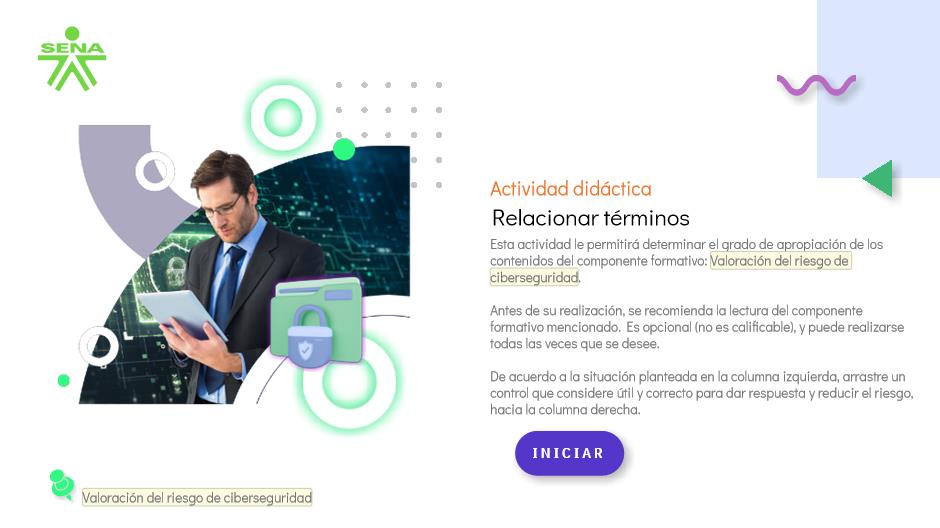 SENA
Actividad didáctica
Relacionar términos
Esta actividad le permitirá determinar el grado de apropiación de los
contenidos del componente formativo: Valoración del riesgo de
ciberseguridad.
Antes de su realización, se recomienda la lectura del componente
formativo mencionado. Es opcional (no es calificable), y puede realizarse
todas las veces que se desee.
De acuerdo a la situación planteada en la columna izquierda, arrastre un
control que considere útil y correcto para dar respuesta y reducir el riesgo,
hacia la columna derecha.
INICIAR
Valoración del riesgo de ciberseguridad